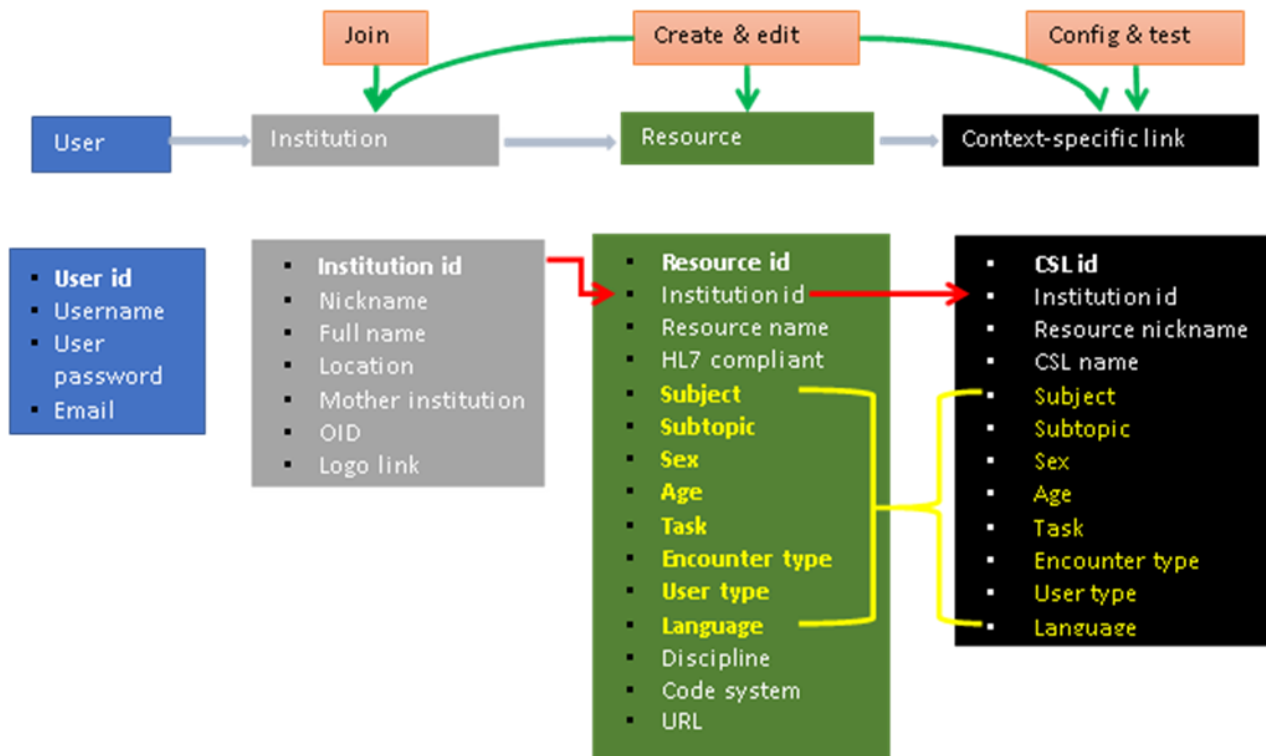 Join
Create & edit
Config & test
User
Institution
Resource
Context-specific link
User id
Username
User
password
Email
Institution id
Nickname
Full name
Location
Mother institution
OID
Logo link
Resource id
Institution id
Resource name
HL7 compliant
Subject
Subtopic
Sex
Age
Task
Encounter type
User type
Language
Discipline
Code system
URL
CSL id
Institution id
Resource nickname
CSL name
Subject
Subtopic
Sex
Age
Task
Encounter type
User type
Language